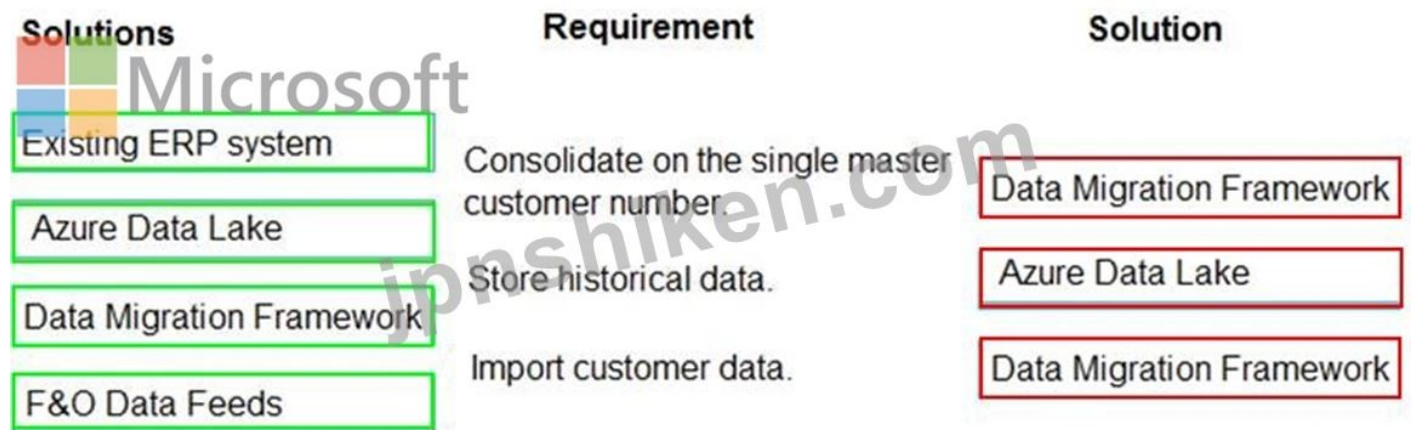 Solutions
Requirement
Solution
Microsoft
Existing ERP system
Consolidate on the single master
customer number.
Data Migration Framework
Azure Data Lake
Store historical data.
Azure Data Lake
Data Migration Framework
Import customer data.
Data Migration Framework
F&O Data Feeds
jpnshiken.com